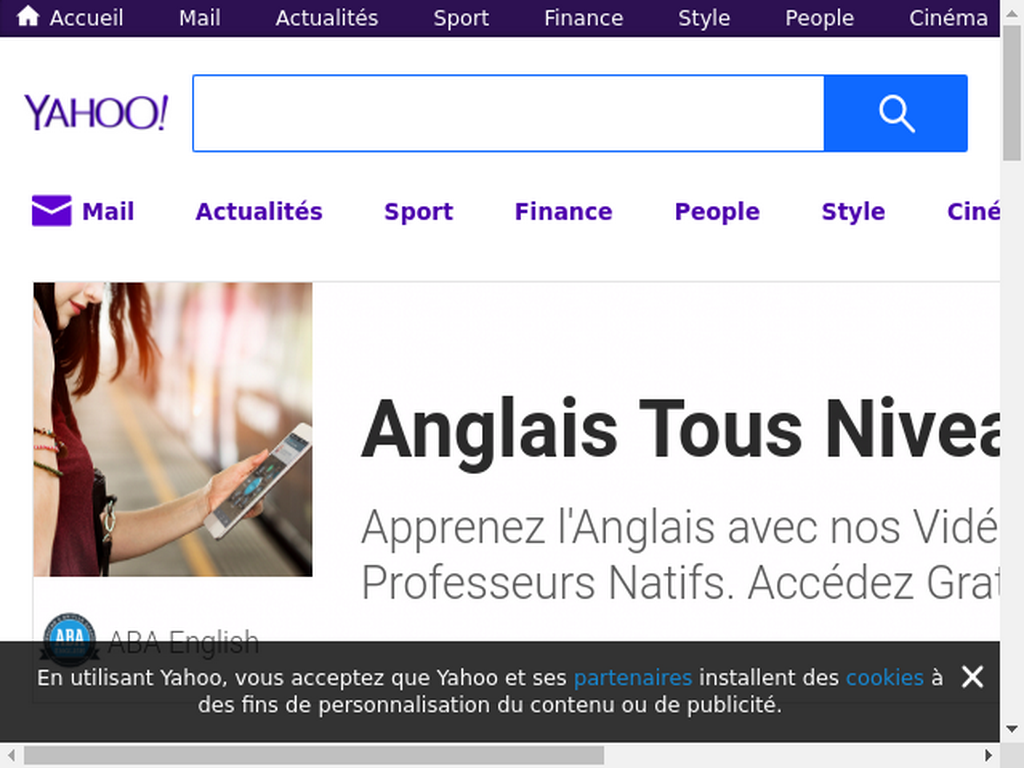 Accueil Mail Actualités Sport Finance Style People Cinéma
YAHOO!
Mail Actualités Sport Finance People Style Ciné
Anglais Tous Nivea
Apprenez l'Anglais avec nos Vidé
Professeurs Natifs. Accédez Grat
ABA ABA English
En utilisant Yahoo, vous acceptez que Yahoo et ses partenaires installent des cookies à
des fins de personnalisation du contenu ou de publicité.